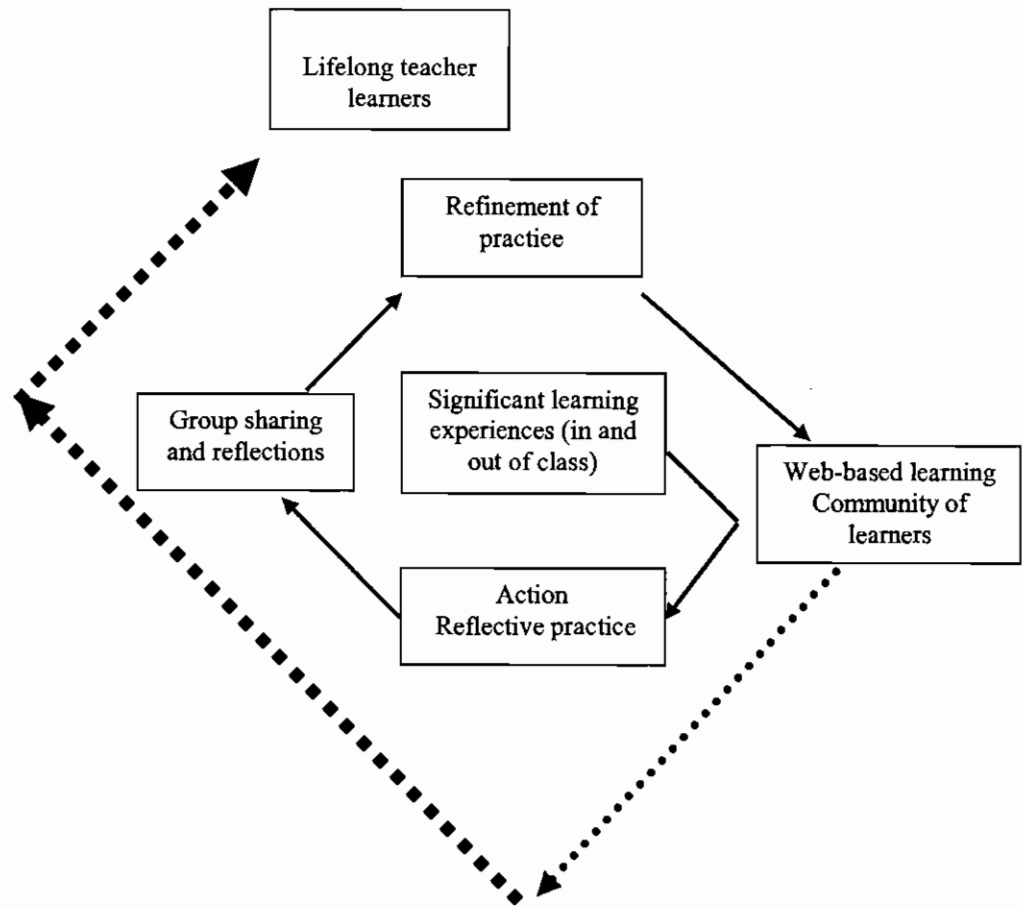 Lifelong teacher
learners
Refinement of
practiee
Significant learning
experiences (in and
out of class)
Group sharing
and reflections
Web-based learning
Community of
learners
Action
Reflective practice